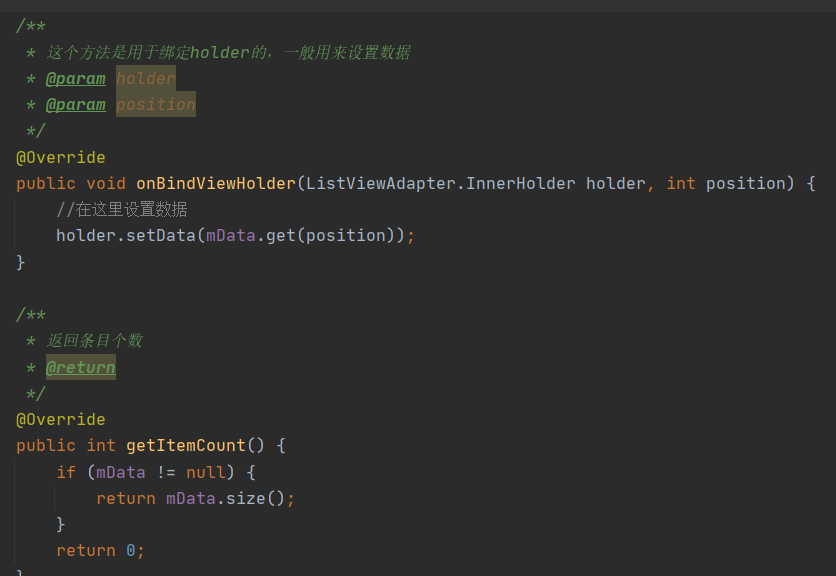 /**
 * 这个方法是用于绑定holder的，一般用来设置数据
 * @param holder
 * @param position
 */
@Override
public void onBindViewHolder(ListViewAdapter.InnerHolder holder, int position) {
    //在这里设置数据
    holder.setData(mData.get(position));
}

/**
 * 返回条目个数
 * @return
 */
@Override
public int getItemCount() {
    if (mData != null) {
        return mData.size();
    }
    return 0;
}